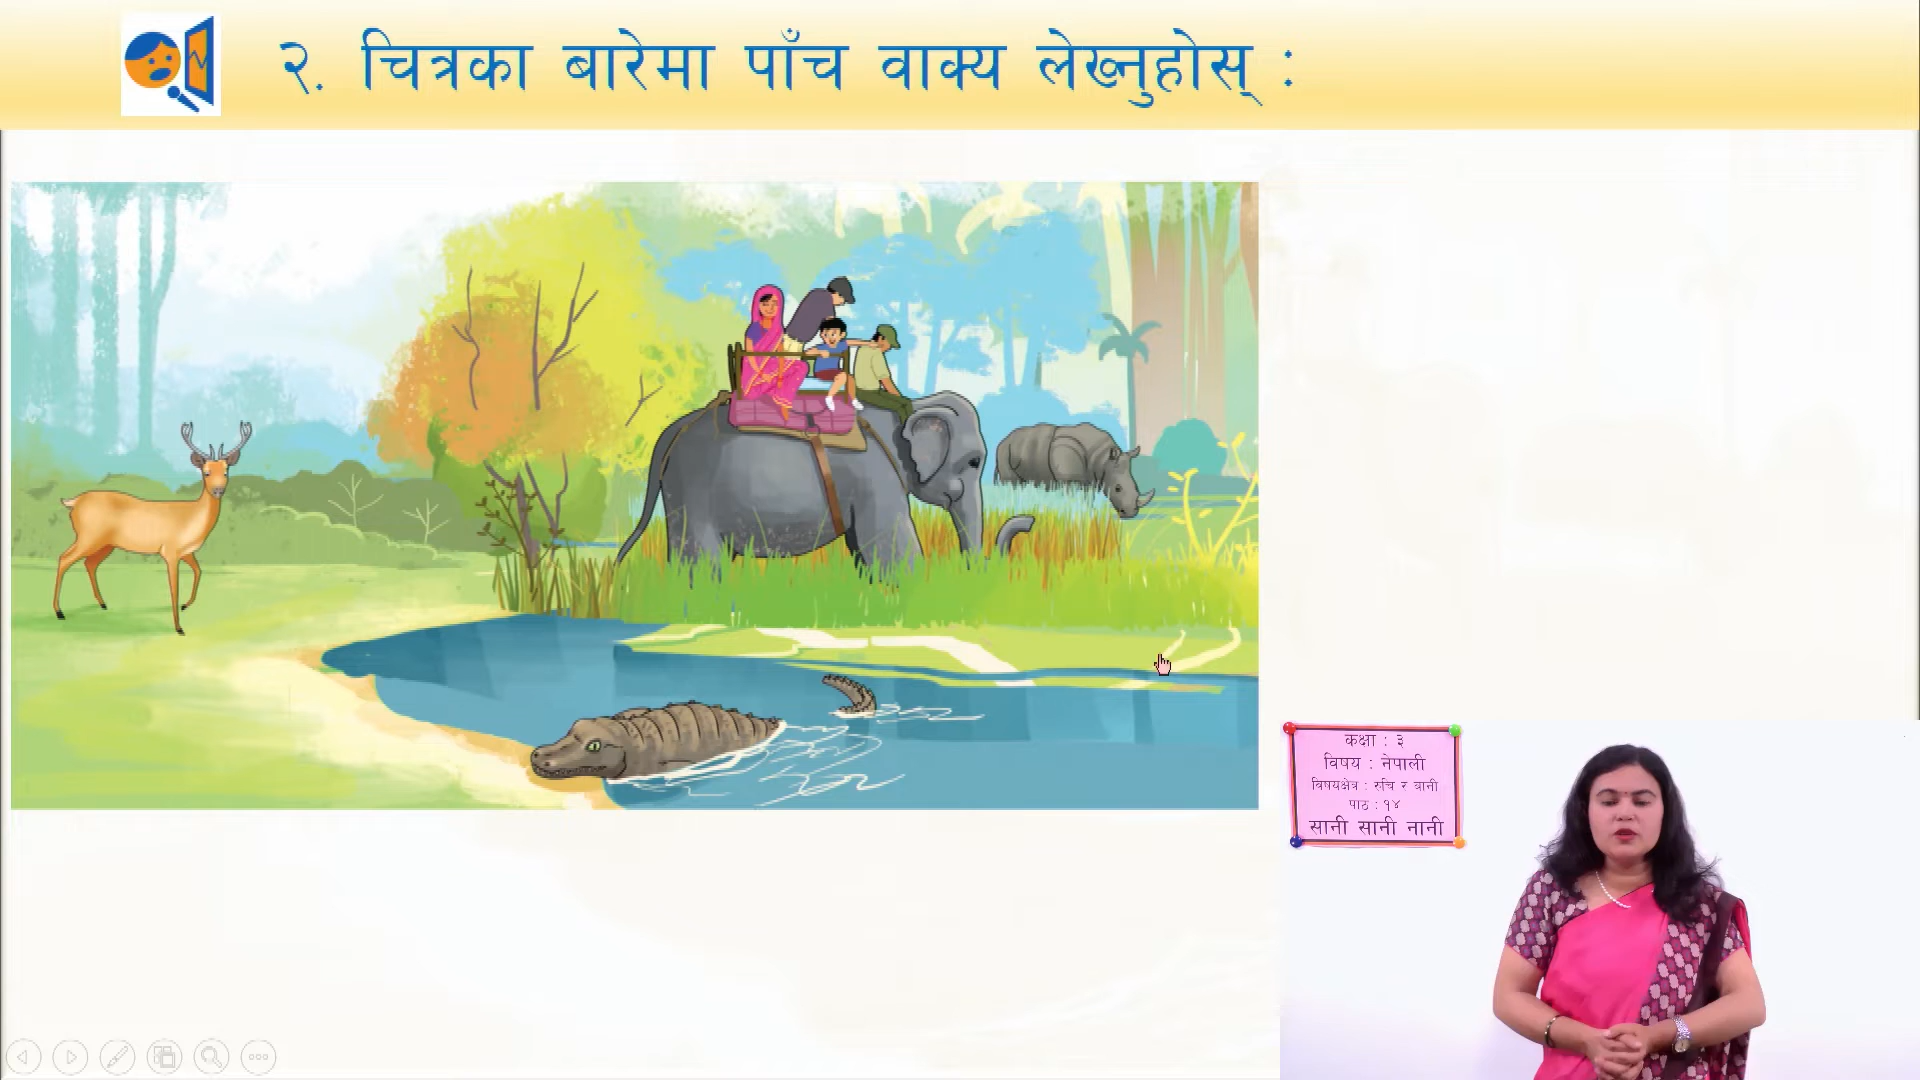 २. चित्रका बारेमा पाँच वाक्य लेख्नुहोस् :
कक्षा : ३
विषय : नेपाली
विषयक्षेत्र : रुचि र बानी
पाठ : १४
सानी सानी नानी